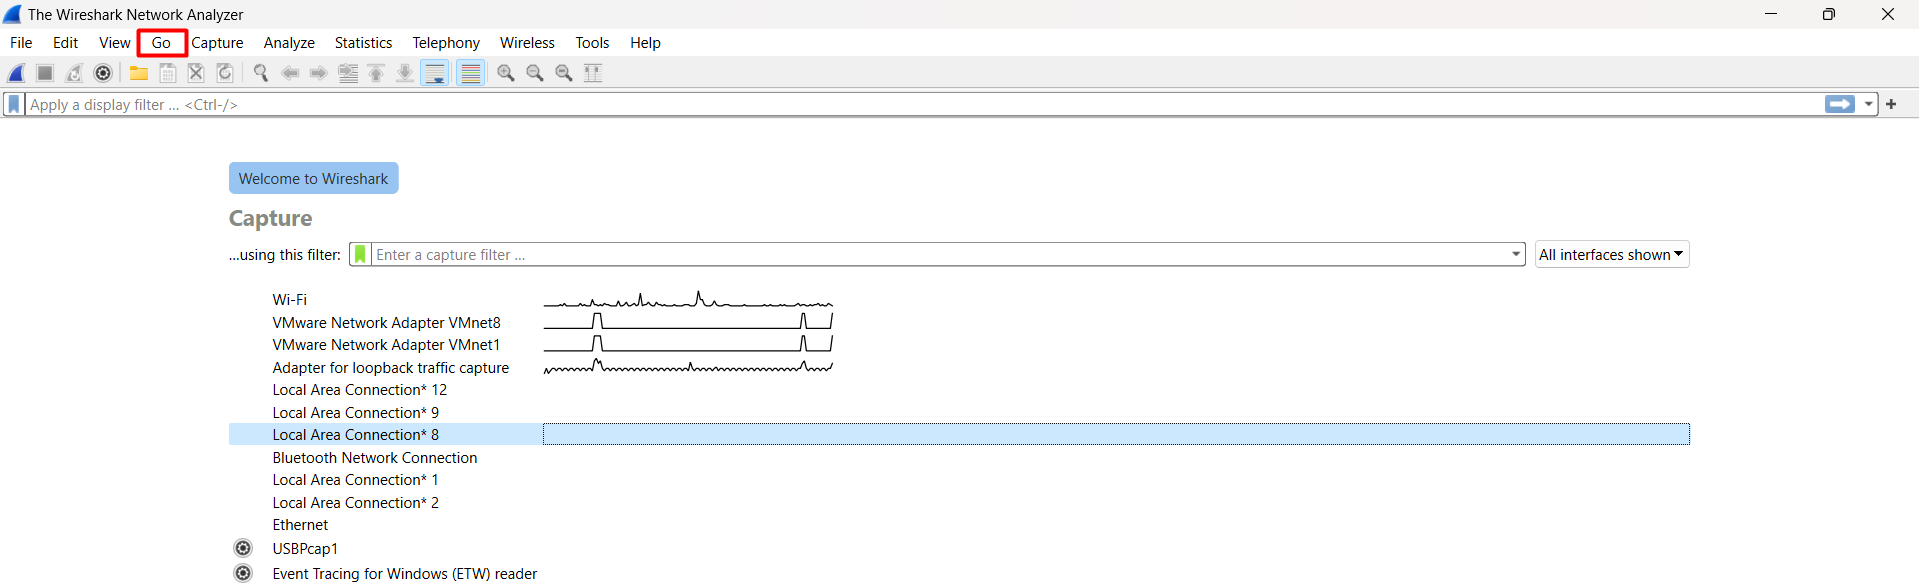 The Wireshark Network Analyzer
File Edit View Go Capture Analyze Statistics Telephony Wireless Tools Help
Apply a display filter ... <Ctrl-/>
Welcome to Wireshark
Capture
...using this filter: Enter a capture filter ... All interfaces shown
Wi-Fi
VMware Network Adapter VMnet8
VMware Network Adapter VMnet1
Adapter for loopback traffic capture
Local Area Connection* 12
Local Area Connection* 9
Local Area Connection* 8
Bluetooth Network Connection
Local Area Connection* 1
Local Area Connection* 2
Ethernet
USBPcap1
Event Tracing for Windows (ETW) reader